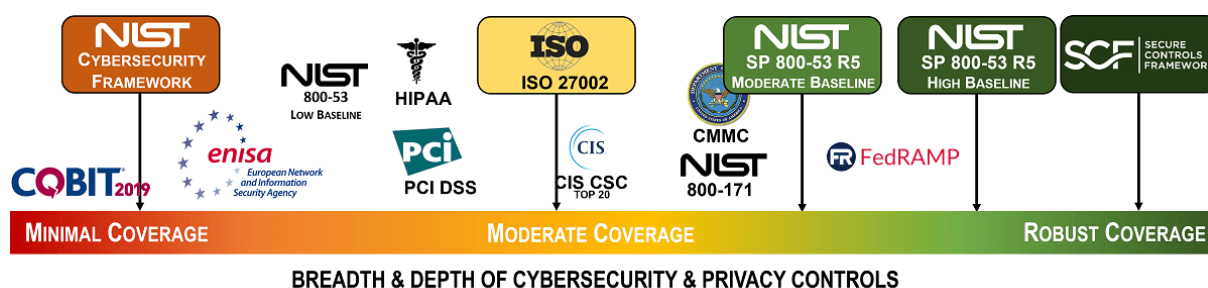 NIST
CYBERSECURITY
FRAMEWORK
NIST
800-53
LOW BASELINE
HIPAA
ISO
ISO 27002
NIST
SP 800-53 R5
MODERATE BASELINE
NIST
SP 800-53 R5
HIGH BASELINE
SCF
SECURE
CONTROLS
FRAMEWORK
COBIT® 2019
enisa
European Network
and Information
Security Agency
PCI
PCI DSS
CIS
CIS CSC
TOP 20
CMMC
NIST
800-171
FR FedRAMP
MINIMAL COVERAGE
MODERATE COVERAGE
ROBUST COVERAGE
BREADTH & DEPTH OF CYBERSECURITY & PRIVACY CONTROLS